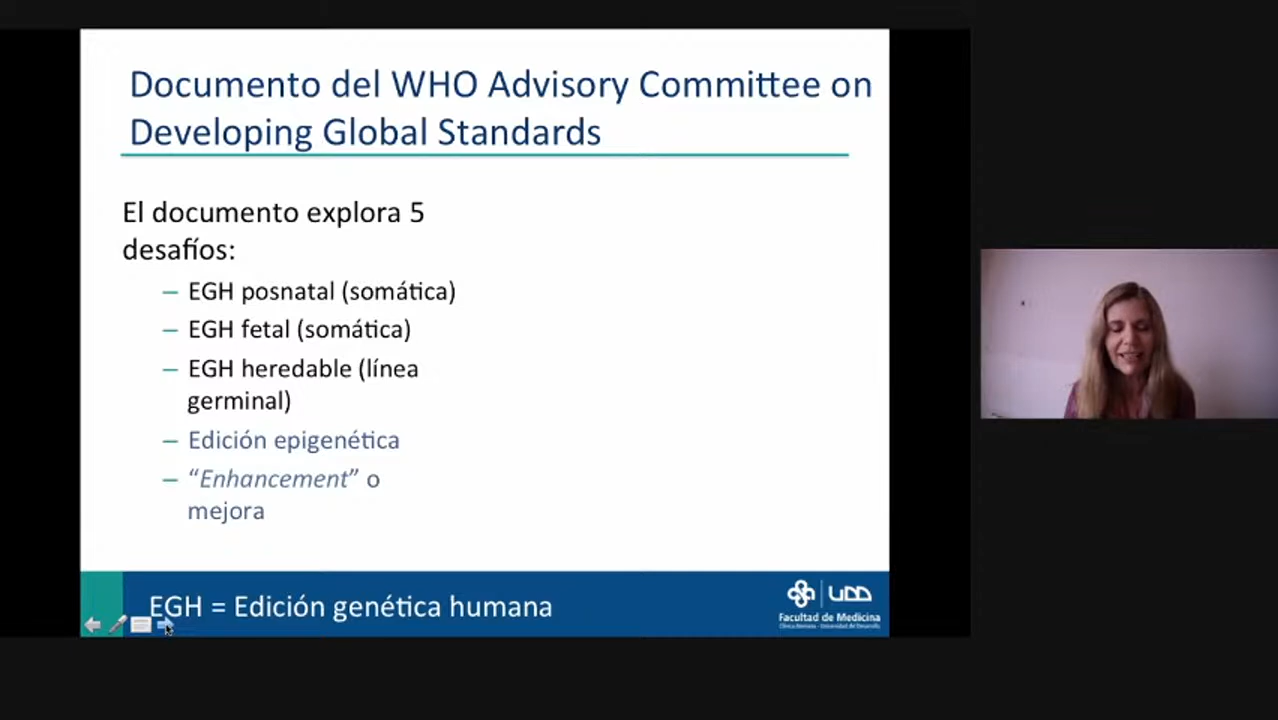 Documento del WHO Advisory Committee on
Developing Global Standards
El documento explora 5
desafíos:
– EGH posnatal (somática)
– EGH fetal (somática)
– EGH heredable (línea
germinal)
– Edición epigenética
– “Enhancement” o
mejora
EGH = Edición genética humana
UDD
Facultad de Medicina
Clínica Alemana - Universidad del Desarrollo